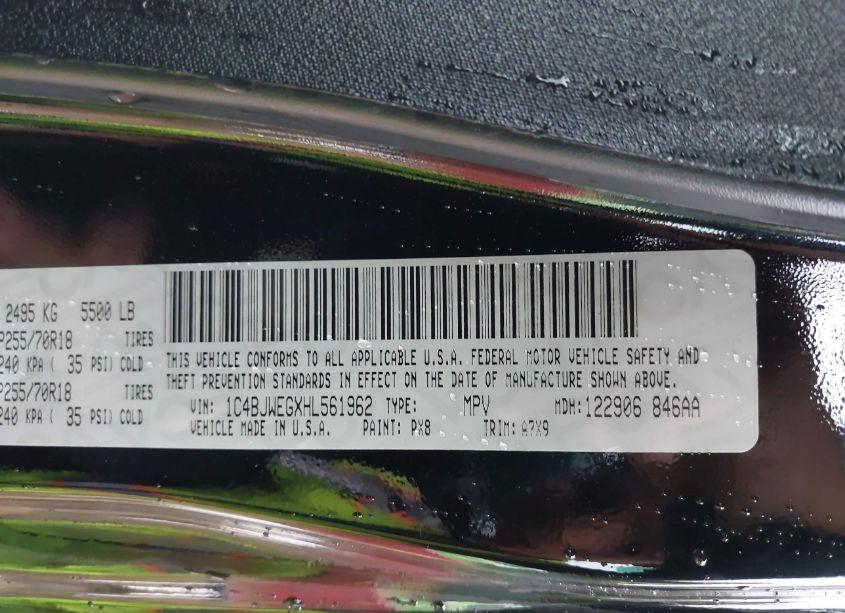 2495 KG 5500 LB
P255/70R18 TIRES
240 KPA ( 35 PSI) COLD
P255/70R18 TIRES
240 KPA ( 35 PSI) COLD
THIS VEHICLE CONFORMS TO ALL APPLICABLE U.S.A. FEDERAL MOTOR VEHICLE SAFETY AND
THEFT PREVENTION STANDARDS IN EFFECT ON THE DATE OF MANUFACTURE SHOWN ABOVE.
VIN: 1C4BJWEGXHL561962 TYPE: MPV MDH: 122906 846AA
VEHICLE MADE IN U.S.A. PAINT: PX8 TRIM: A7X9